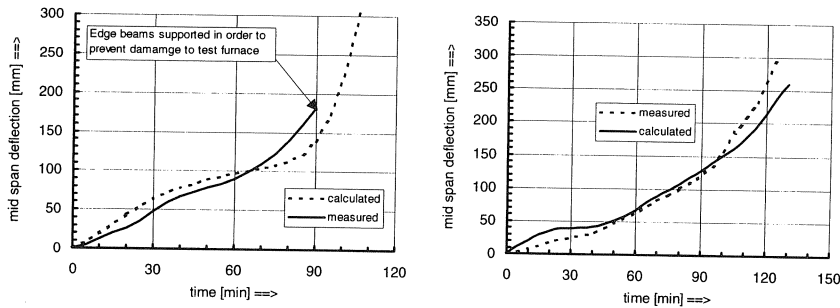 300
250
200
150
100
50
0
mid span deflection [mm] ==>
Edge beams supported in order to
prevent damamge to test furnace
calculated
measured
0 30 60 90 120
time [min] ==>
350
300
250
200
150
100
50
0
mid span deflection [mm] ==>
measured
calculated
0 30 60 90 120 150
time [min] ==>